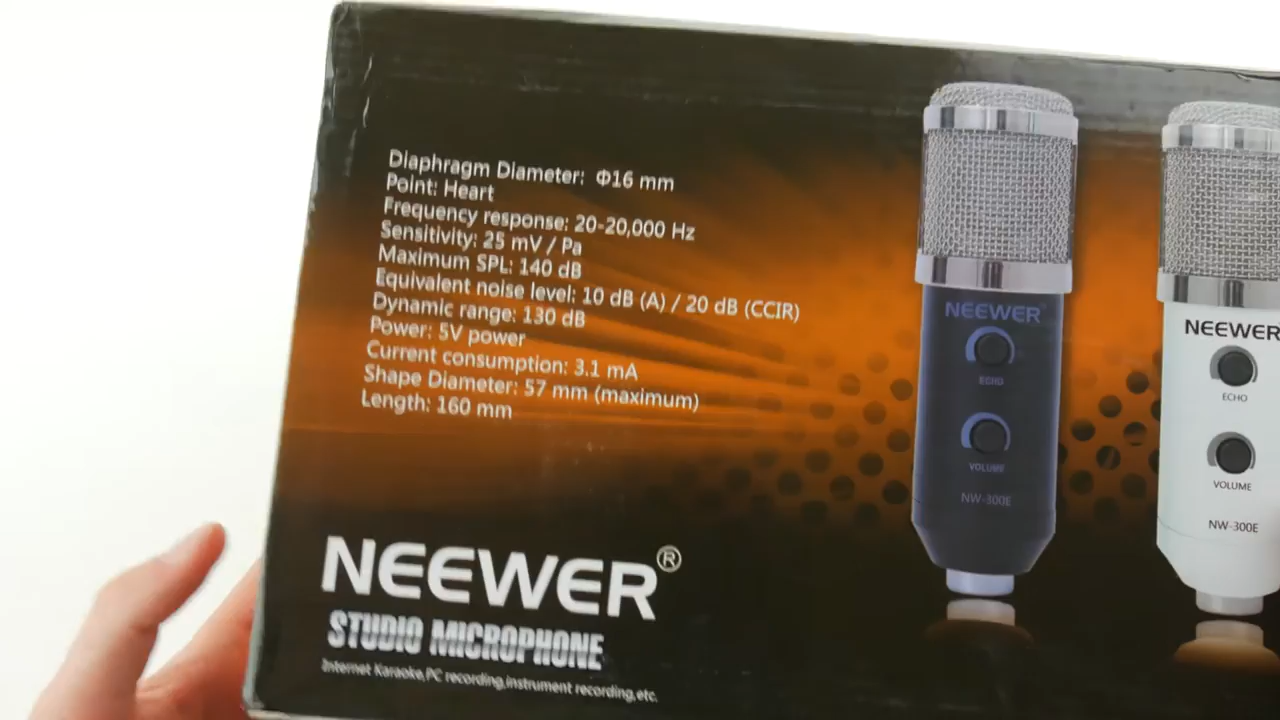 Diaphragm Diameter: Φ16 mm
Point: Heart
Frequency response: 20-20,000 Hz
Sensitivity: 25 mV / Pa
Maximum SPL: 140 dB
Equivalent noise level: 10 dB (A) / 20 dB (CCIR)
Dynamic range: 130 dB
Power: 5V power
Current consumption: 3.1 mA
Shape Diameter: 57 mm (maximum)
Length: 160 mm
NEEWER®
STUDIO MICROPHONE
Internet Karaoke,PC recording,instrument recording,etc.
NEEWER
ECHO
VOLUME
NW-300E
NEEWER
ECHO
VOLUME
NW-300E